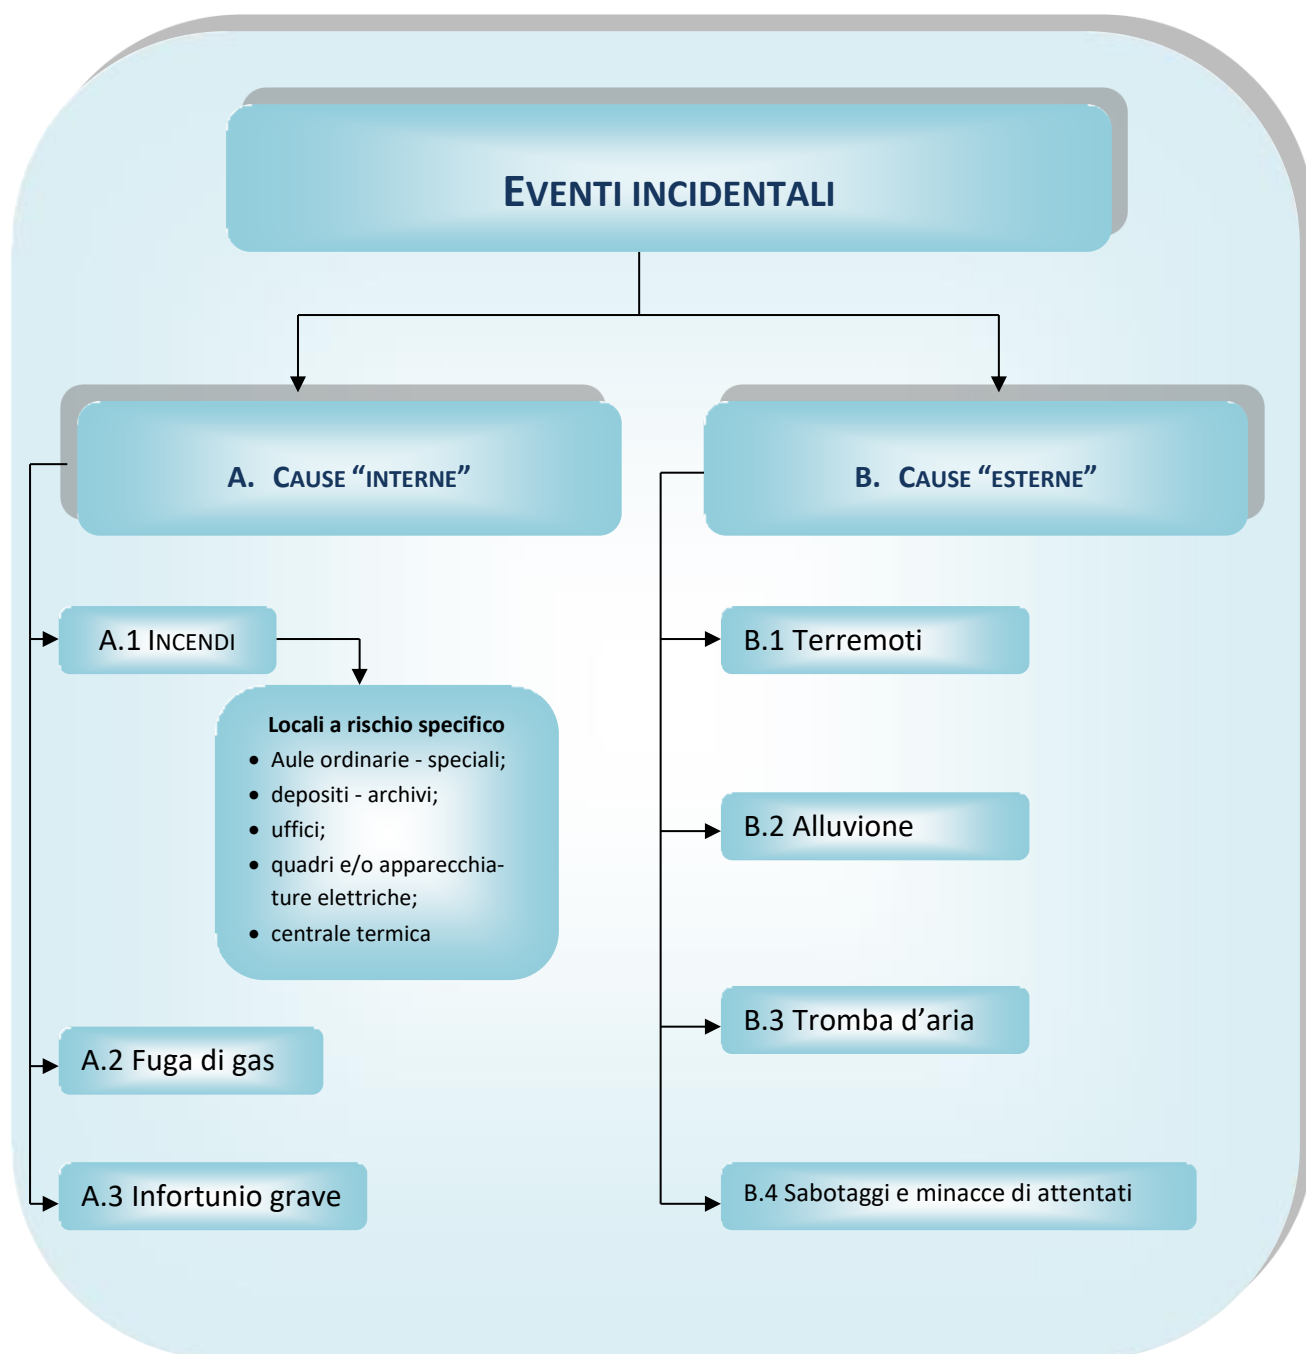 EVENTI INCIDENTALI
A. CAUSE “INTERNE”
A.1 INCENDI
Locali a rischio specifico
• Aule ordinarie - speciali;
• depositi - archivi;
• uffici;
• quadri e/o apparecchia-
ture elettriche;
• centrale termica
A.2 Fuga di gas
A.3 Infortunio grave
B. CAUSE “ESTERNE”
B.1 Terremoti
B.2 Alluvione
B.3 Tromba d’aria
B.4 Sabotaggi e minacce di attentati